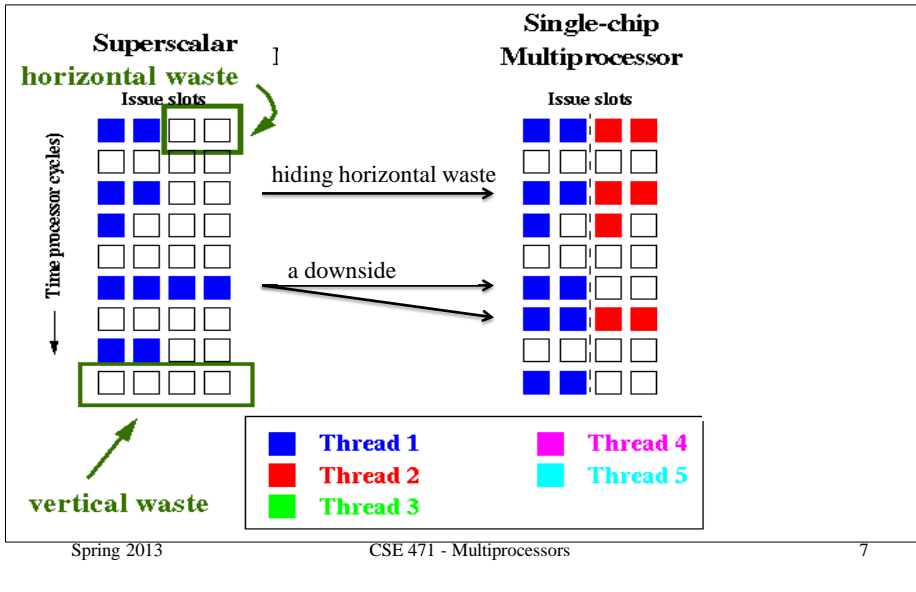 Superscalar
]
horizontal waste
Issue slots
Time processor cycles)
vertical waste
hiding horizontal waste
a downside
Single-chip
Multiprocessor
Issue slots
Thread 1
Thread 2
Thread 3
Thread 4
Thread 5
Spring 2013
CSE 471 - Multiprocessors
7